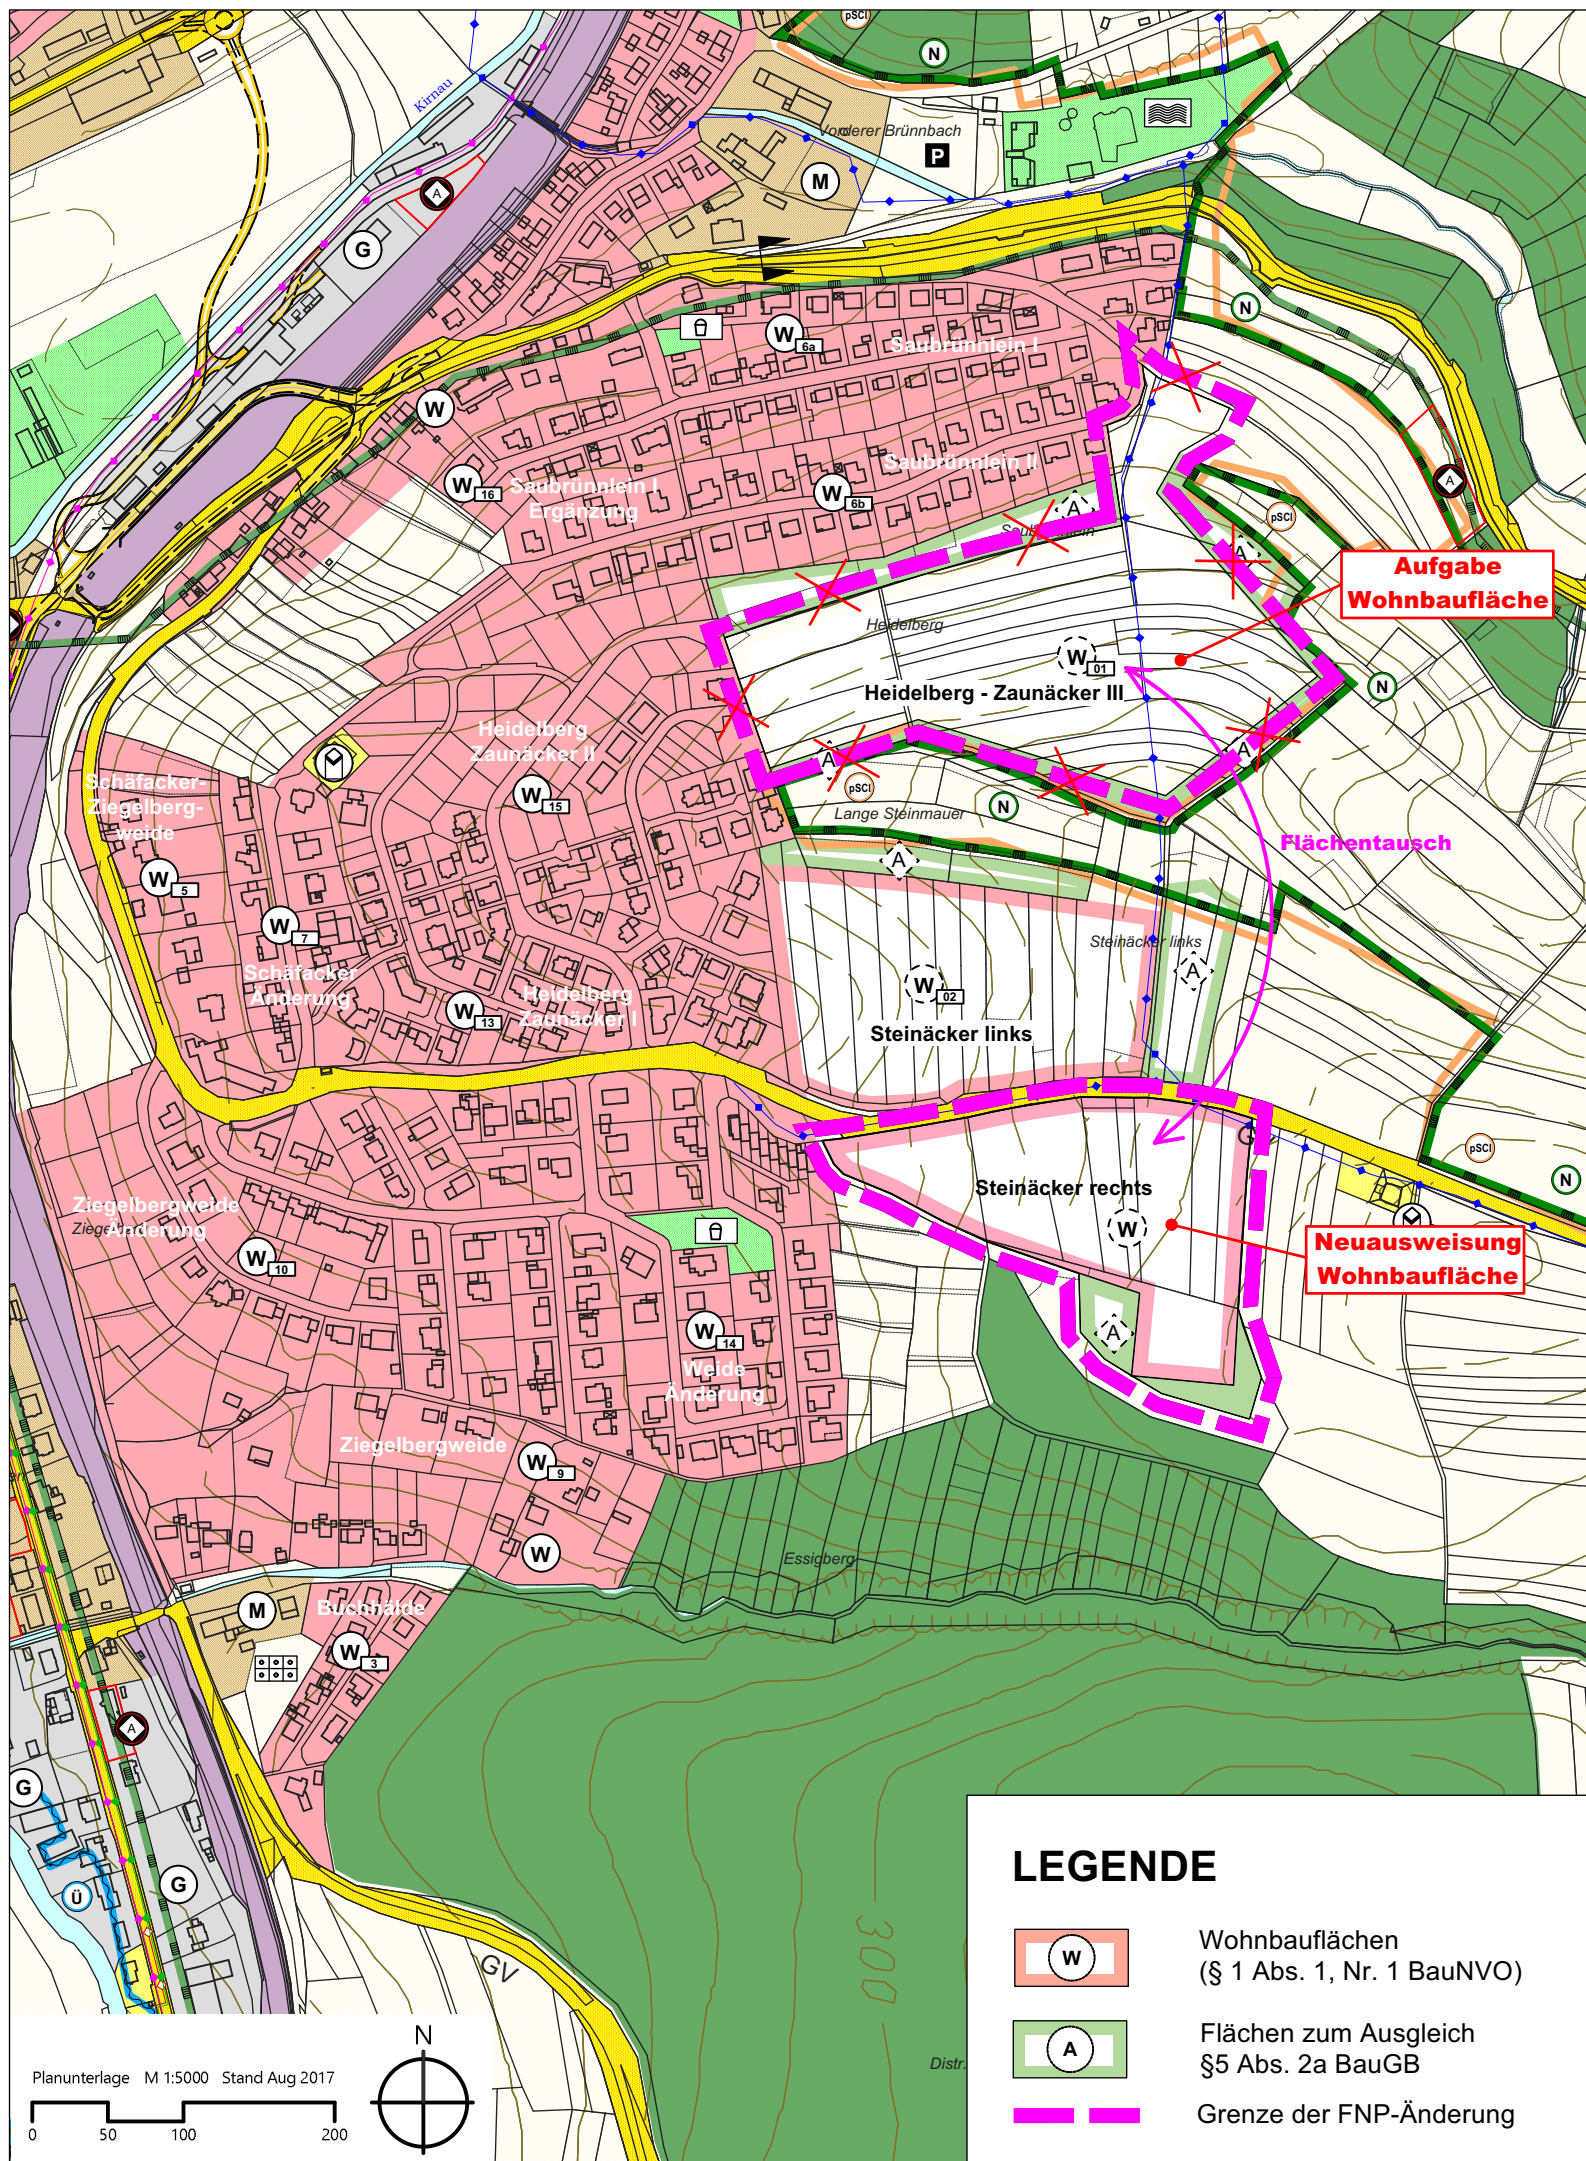 pSCI
N
Kirnau
Vorderer Brünnbach
P
M
A
G
N
W
6a
Saubrünnlein I
W
W
16
Saubrünnlein I
Ergänzung
W
6b
Saubrünnlein II
A
A
pSCI
A
Aufgabe
Wohnbaufläche
Heidelberg
W
01
Heidelberg - Zaunäcker III
N
Heidelberg
Zaunäcker II
W
15
A
A
pSCI
N
Lange Steinmauer
Flächentausch
Schäfacker-
Ziegelberg-
weide
W
5
A
W
7
Steinäcker links
A
Schäfacker
Änderung
W
13
Heidelberg
Zaunäcker I
W
02
Steinäcker links
pSCI
N
Steinäcker rechts
W
Neuausweisung
Wohnbaufläche
Ziegelbergweide
Änderung
W
10
W
14
Weide
Änderung
A
Ziegelbergweide
W
9
W
Essigberg
M
Buchhälde
W
3
A
G
G
Ü
GV
300
Distr.
LEGENDE
W
Wohnbauflächen
(§ 1 Abs. 1, Nr. 1 BauNVO)
A
Flächen zum Ausgleich
§5 Abs. 2a BauGB
Grenze der FNP-Änderung
N
Planunterlage M 1:5000 Stand Aug 2017
0 50 100 200